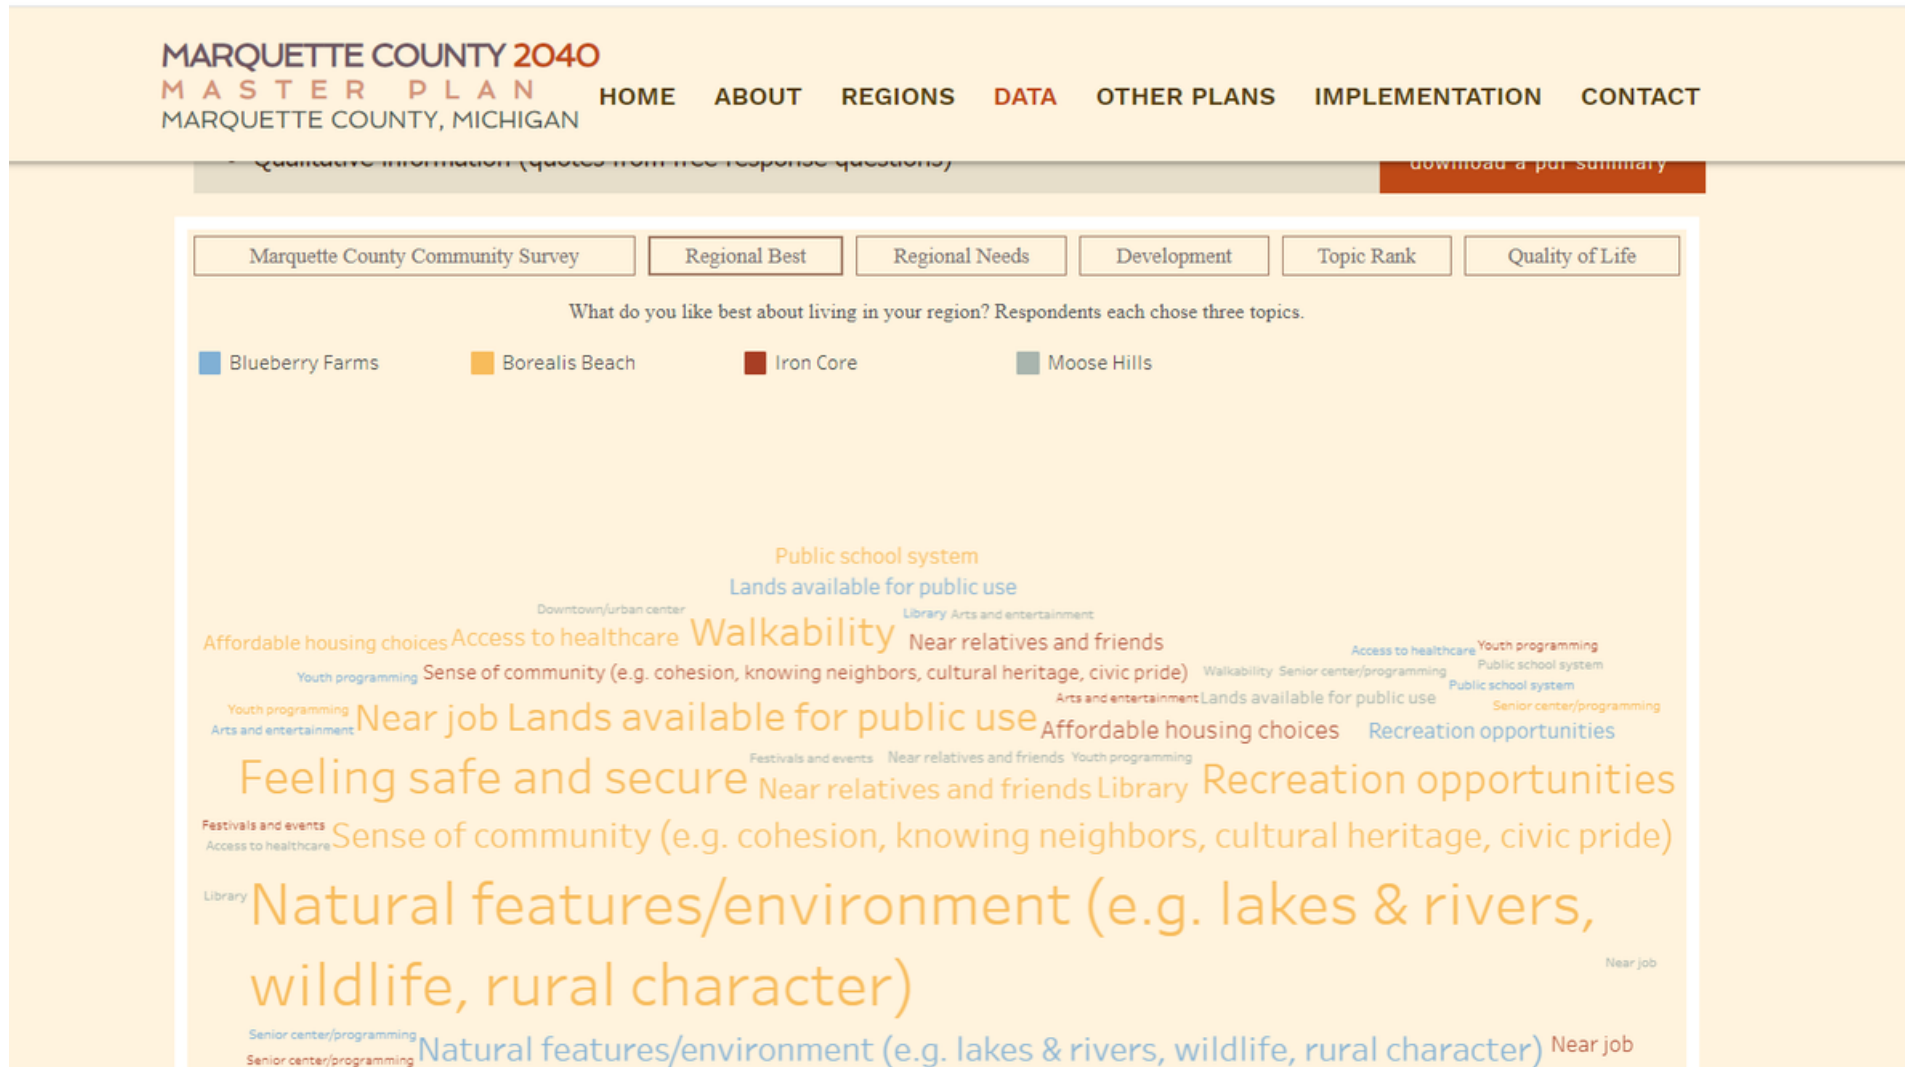 MARQUETTE COUNTY 2040
MASTER PLAN
MARQUETTE COUNTY, MICHIGAN
HOME ABOUT REGIONS DATA OTHER PLANS IMPLEMENTATION CONTACT
Qualitative information (quotes from free response questions)
download a pdf summary
Marquette County Community Survey Regional Best Regional Needs Development Topic Rank Quality of Life
What do you like best about living in your region? Respondents each chose three topics.
Blueberry Farms Borealis Beach Iron Core Moose Hills
Public school system
Lands available for public use
Downtown/urban center
Library Arts and entertainment
Affordable housing choices Access to healthcare Walkability Near relatives and friends
Access to healthcare Youth programming
Youth programming Sense of community (e.g. cohesion, knowing neighbors, cultural heritage, civic pride) Walkability Senior center/programming Public school system
Public school system
Arts and entertainment Lands available for public use
Senior center/programming
Youth programming
Arts and entertainment Near job Lands available for public use Affordable housing choices Recreation opportunities
Festivals and events Near relatives and friends Youth programming
Feeling safe and secure Near relatives and friends Library Recreation opportunities
Festivals and events
Access to healthcare Sense of community (e.g. cohesion, knowing neighbors, cultural heritage, civic pride)
Library Natural features/environment (e.g. lakes & rivers,
wildlife, rural character)
Near job
Senior center/programming
Senior center/programming Natural features/environment (e.g. lakes & rivers, wildlife, rural character) Near job